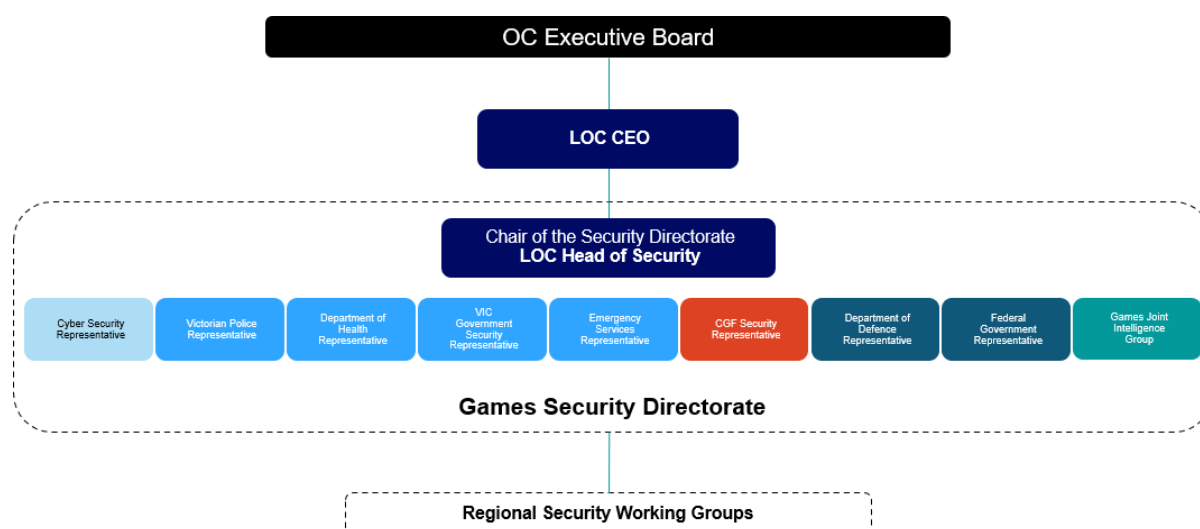 OC Executive Board
LOC CEO
Chair of the Security Directorate
LOC Head of Security
Cyber Security
Representative
Victorian Police
Representative
Department of
Health
Representative
VIC
Government
Security
Representative
Emergency
Services
Representative
CGF Security
Representative
Department of
Defence
Representative
Federal
Government
Representative
Games Joint
Intelligence
Group
Games Security Directorate
Regional Security Working Groups